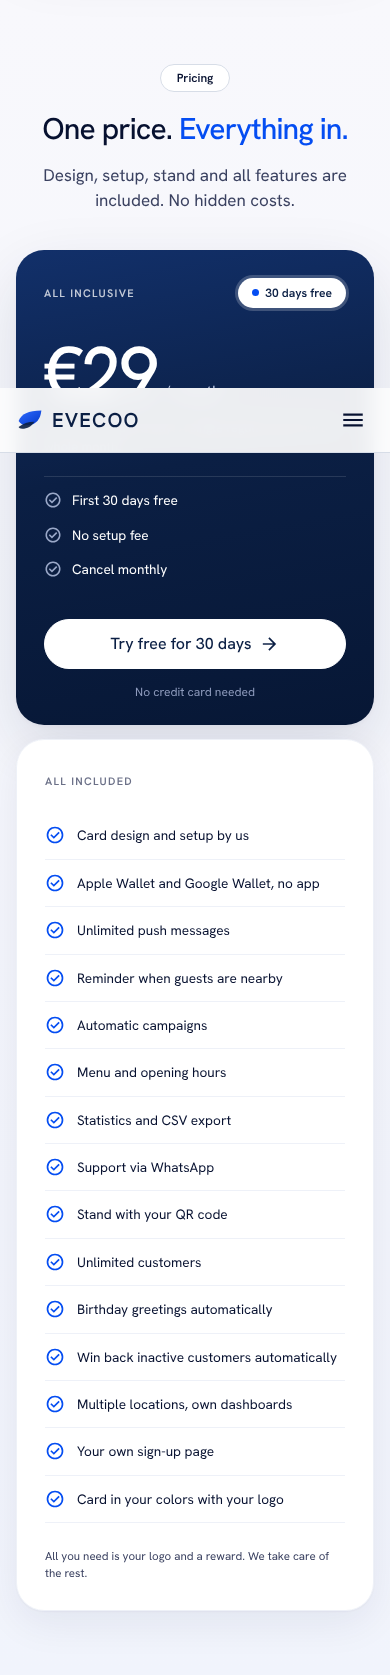 Pricing
One price. Everything in.
Design, setup, stand and all features are
included. No hidden costs.
ALL INCLUSIVE
30 days free
€29
EVECOO
First 30 days free
No setup fee
Cancel monthly
Try free for 30 days
No credit card needed
ALL INCLUDED
Card design and setup by us
Apple Wallet and Google Wallet, no app
Unlimited push messages
Reminder when guests are nearby
Automatic campaigns
Menu and opening hours
Statistics and CSV export
Support via WhatsApp
Stand with your QR code
Unlimited customers
Birthday greetings automatically
Win back inactive customers automatically
Multiple locations, own dashboards
Your own sign-up page
Card in your colors with your logo
All you need is your logo and a reward. We take care of
the rest.